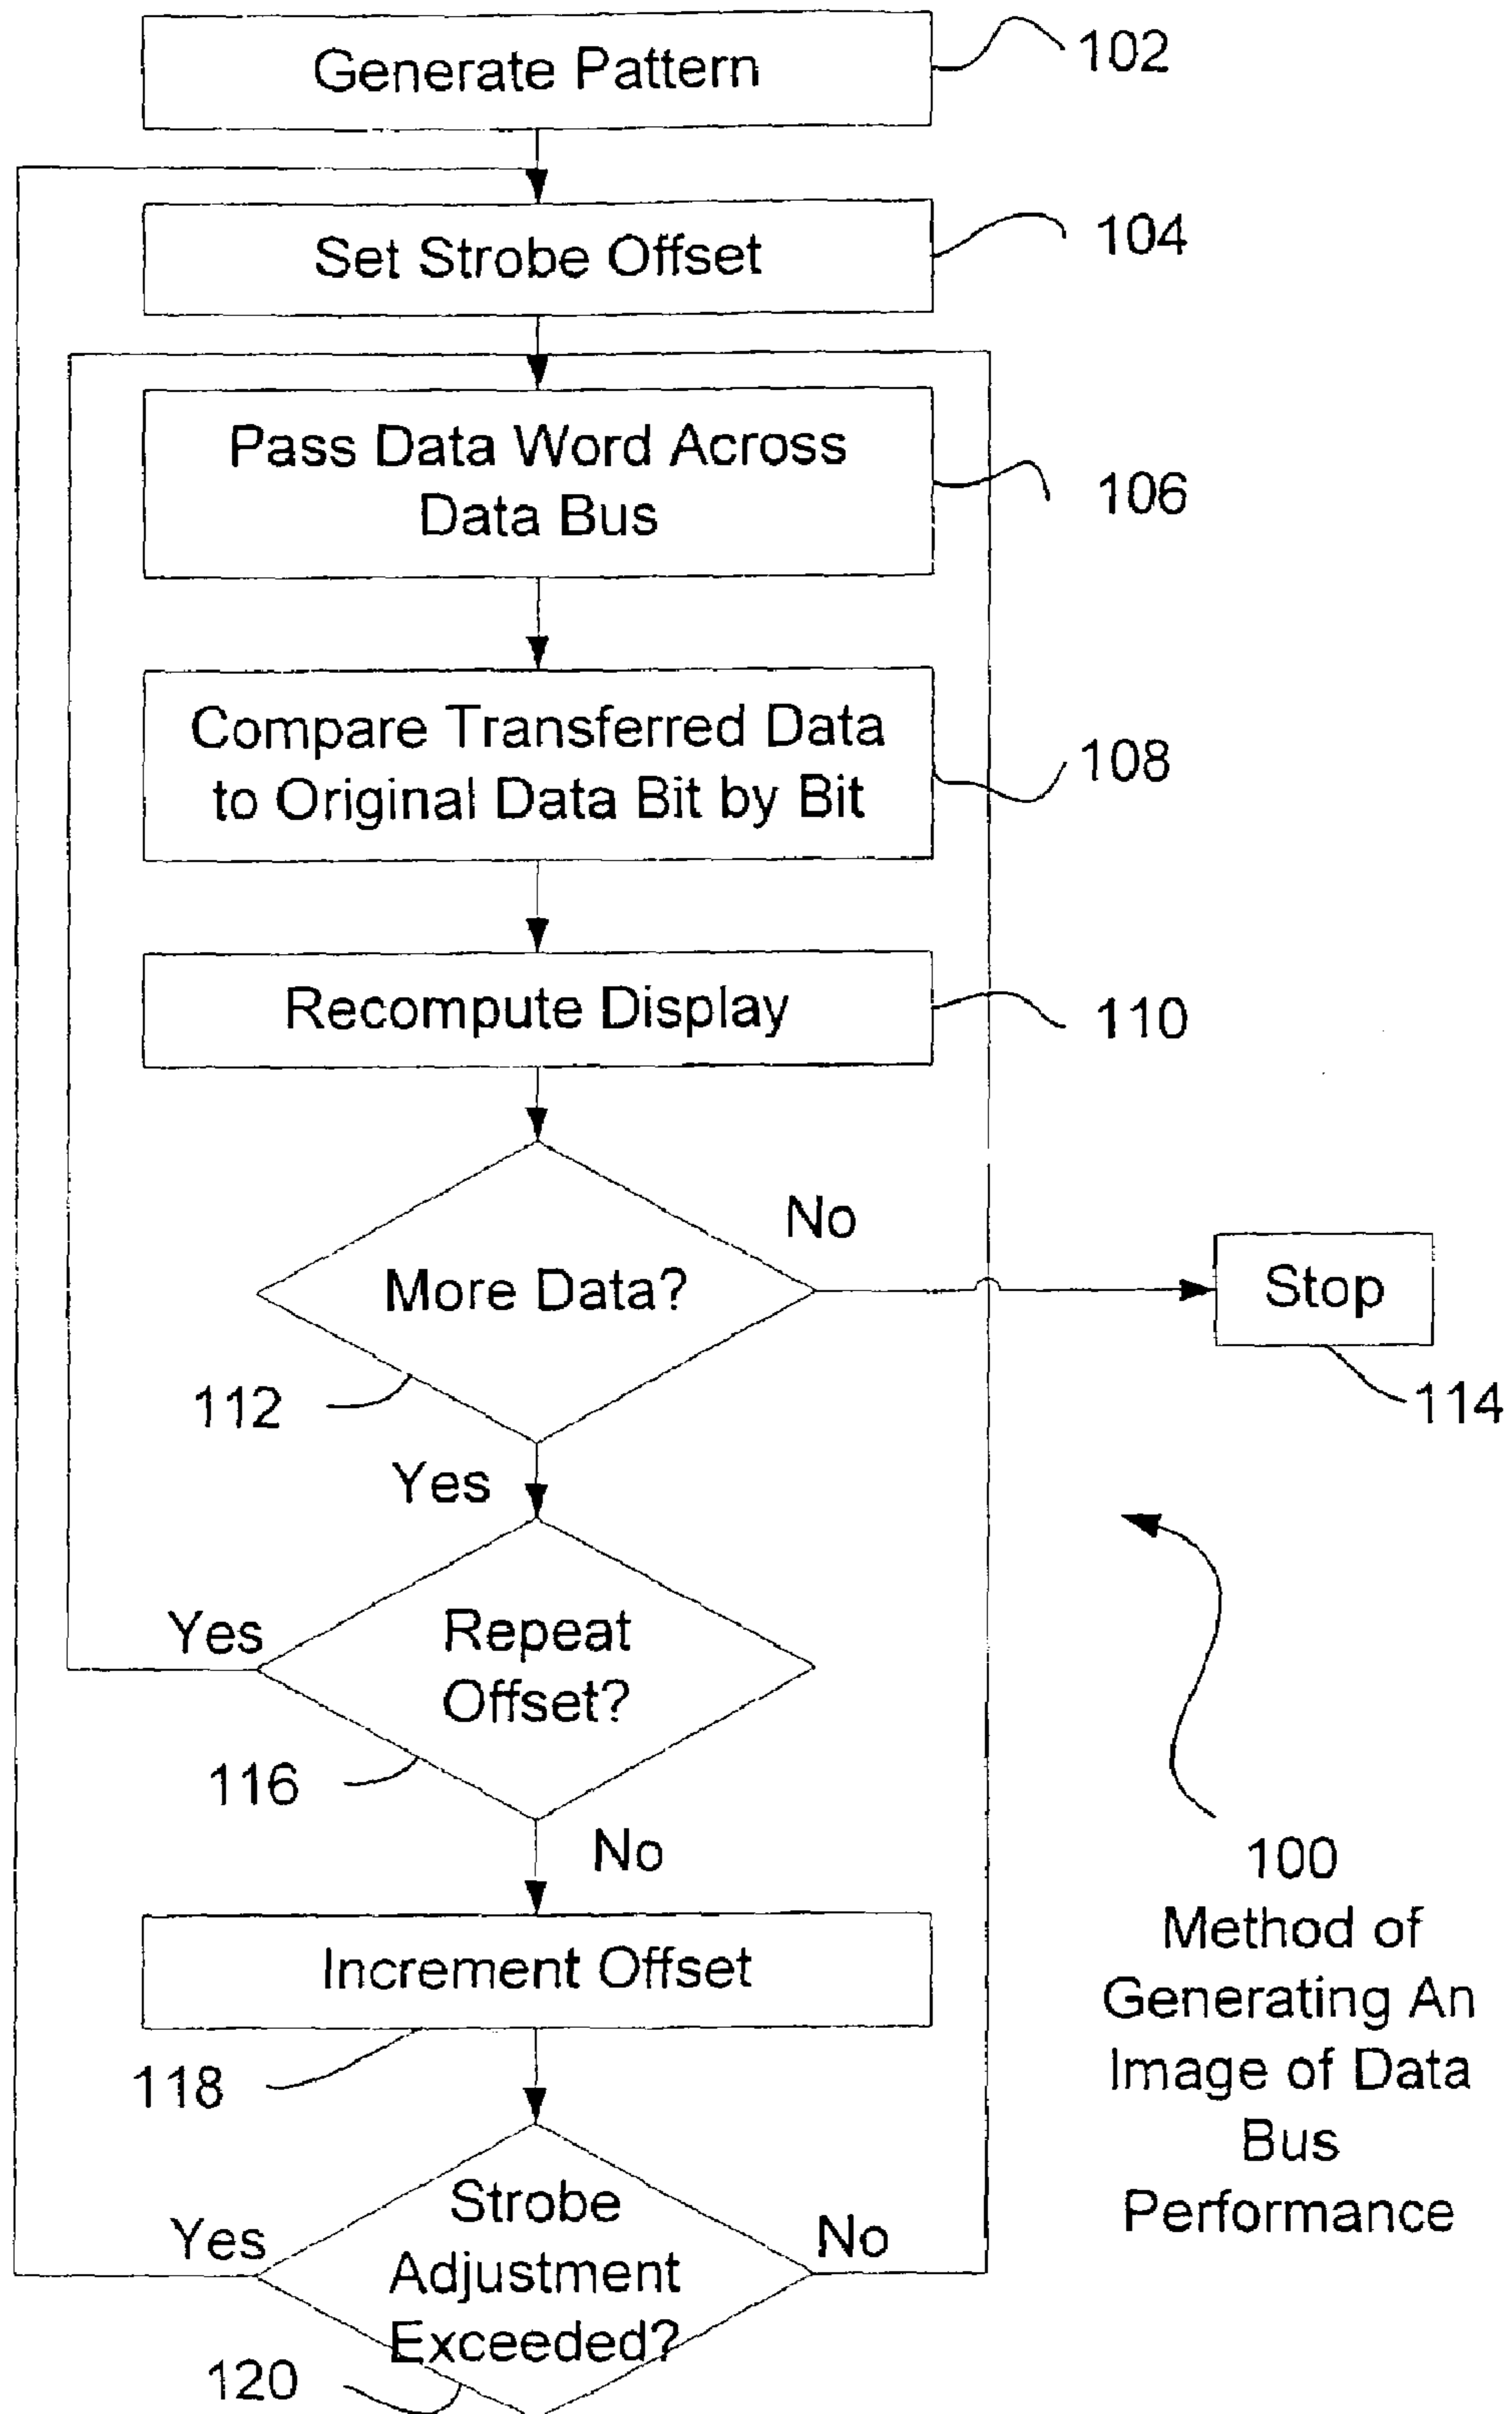 Generate Pattern
102
Set Strobe Offset
104
Pass Data Word Across
Data Bus
106
Compare Transferred Data
to Original Data Bit by Bit
108
Recompute Display
110
More Data?
No
112
Stop
114
Yes
Repeat
Offset?
Yes
116
No
Increment Offset
118
Strobe
Adjustment
Exceeded?
Yes
No
120
100
Method of
Generating An
Image of Data
Bus
Performance